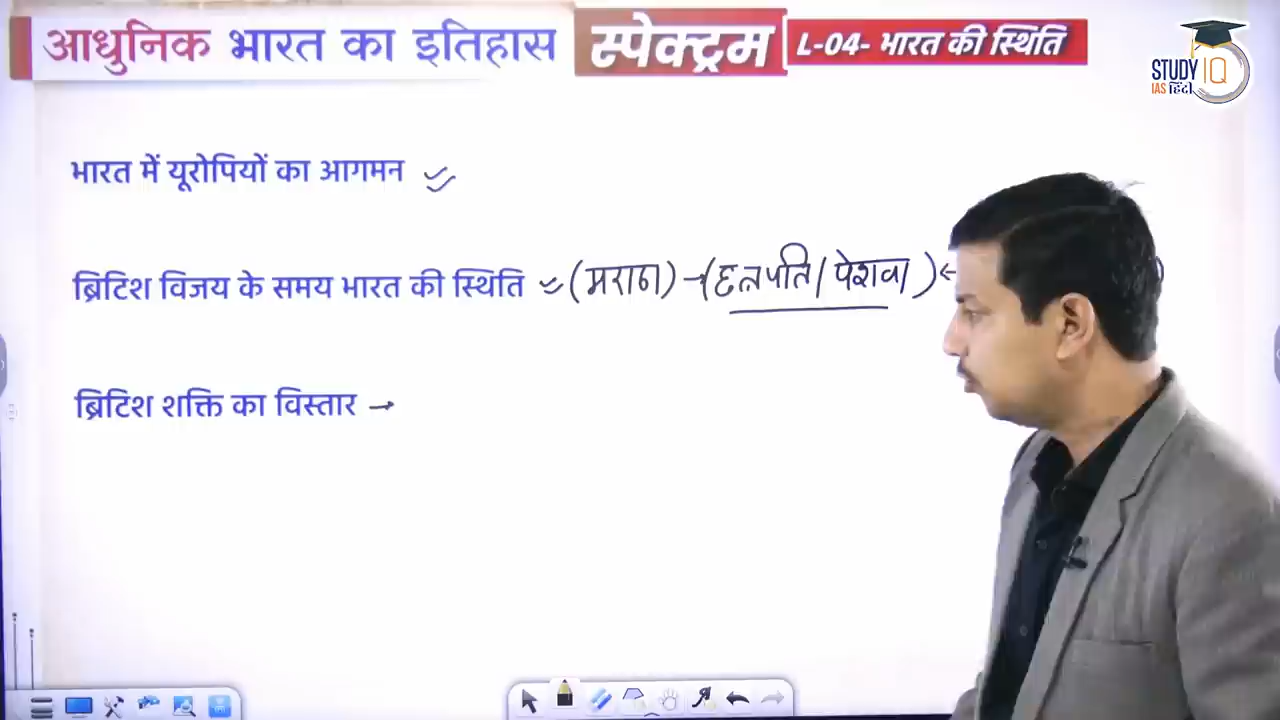 आधुनिक भारत का इतिहास स्पेक्ट्रम L-04- भारत की स्थिति
STUDY IQ
IAS हिंदी
भारत में यूरोपियों का आगमन
ब्रिटिश विजय के समय भारत की स्थिति (मराठा) → (छत्रपति / पेशवा) ←
ब्रिटिश शक्ति का विस्तार →